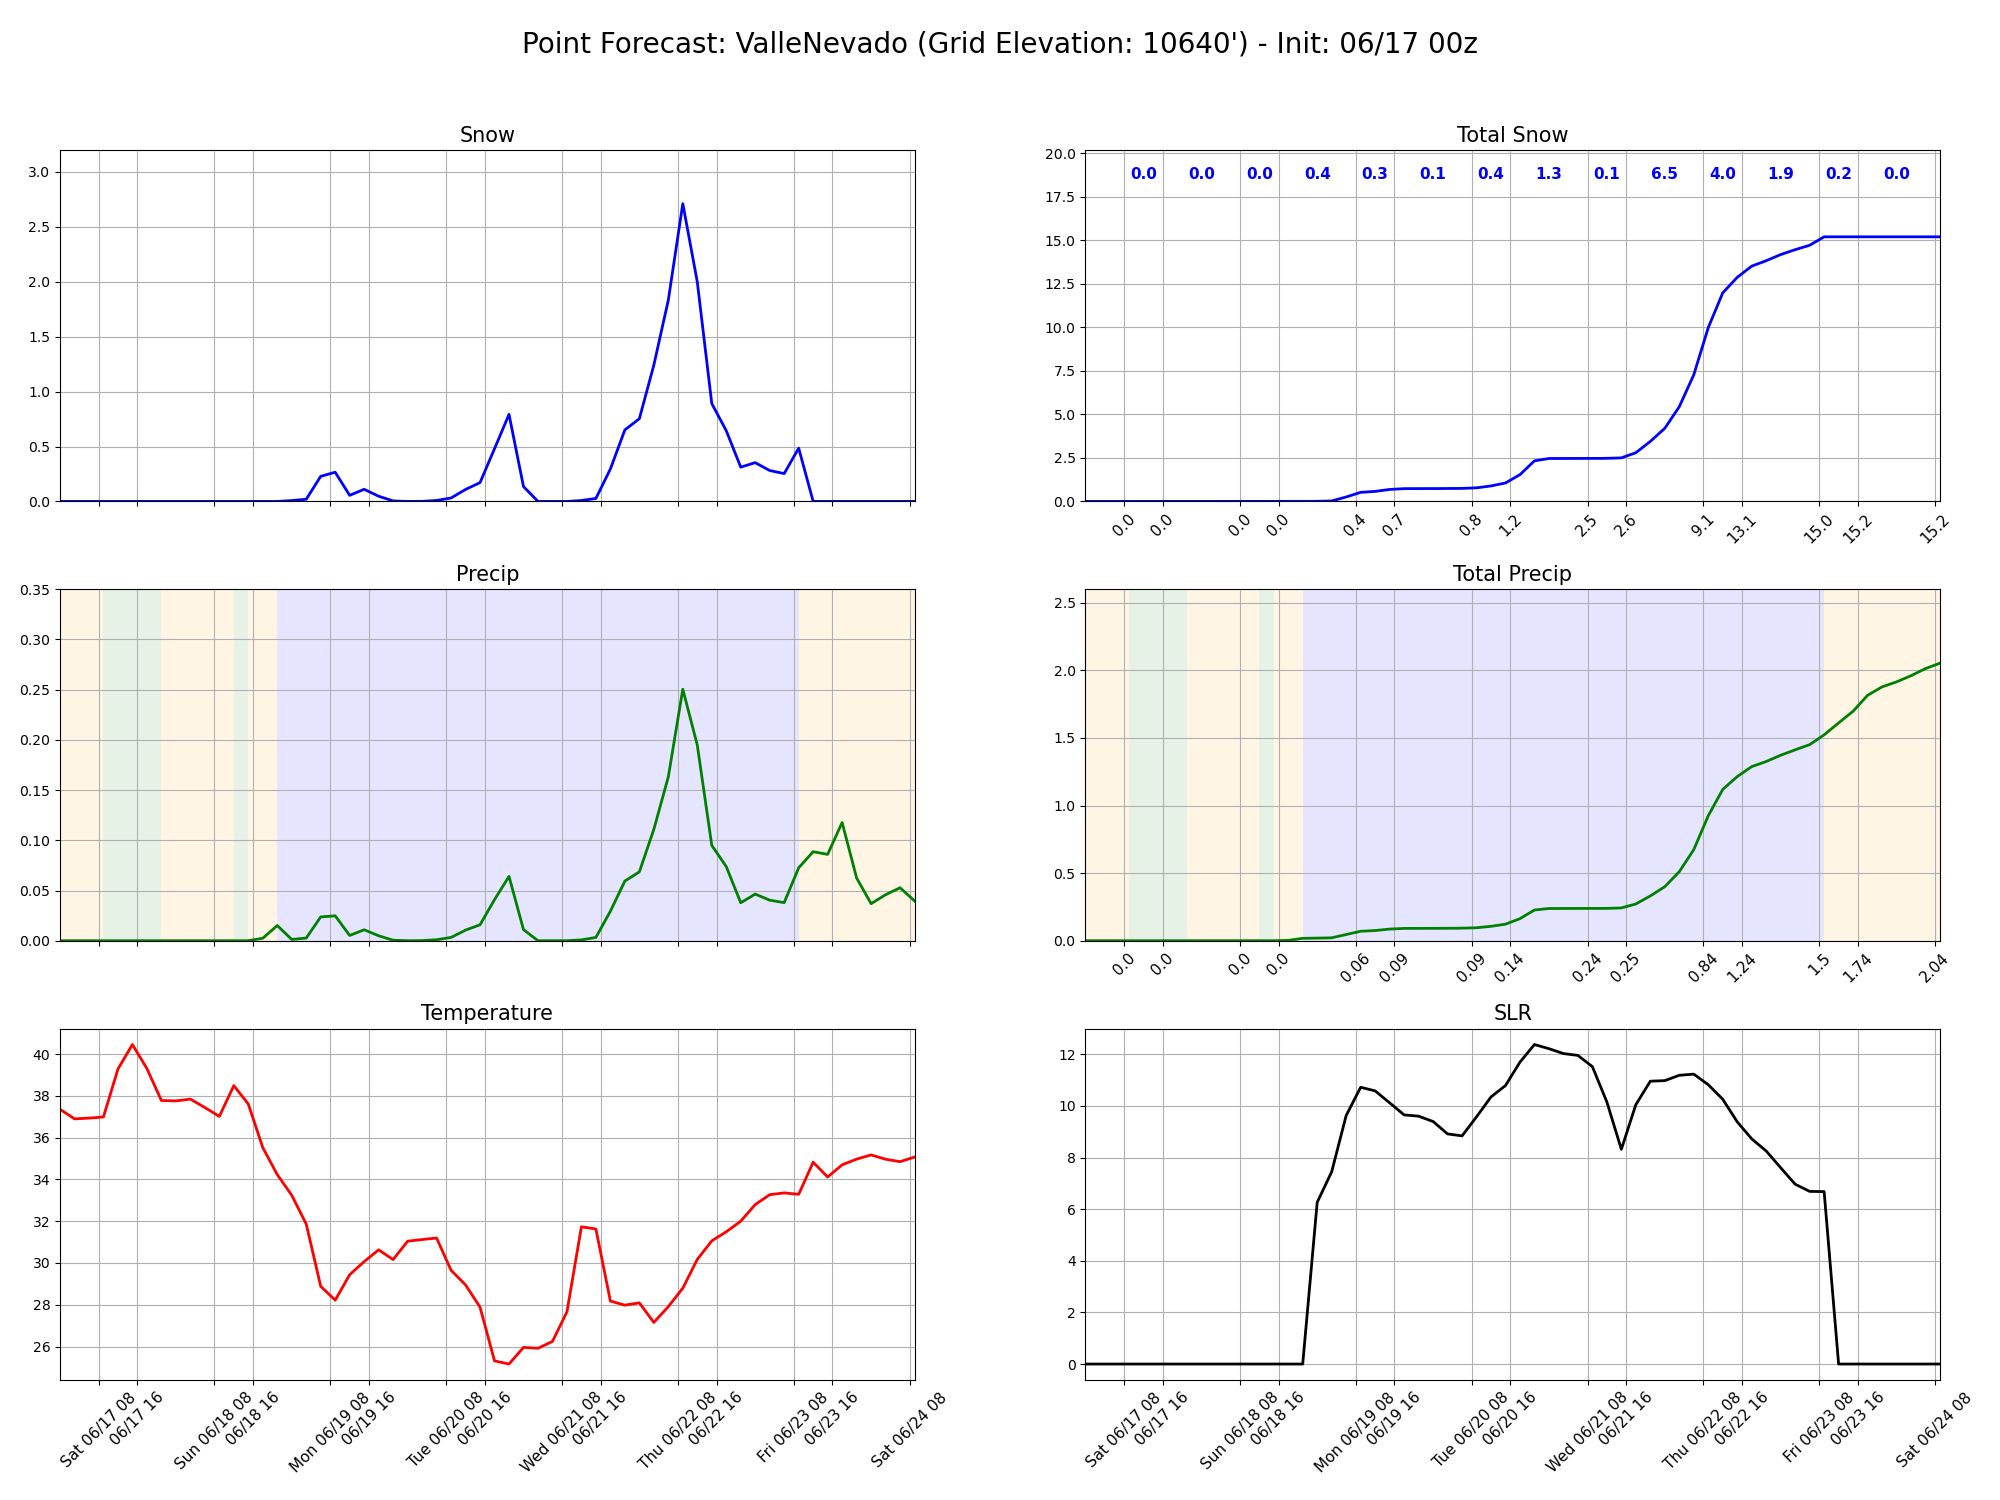 Point Forecast: ValleNevado (Grid Elevation: 10640') - Init: 06/17 00z
Snow
3.0
2.5
2.0
1.5
1.0
0.5
0.0
Total Snow
20.0
17.5
15.0
12.5
10.0
7.5
5.0
2.5
0.0
0.0 0.0 0.0 0.4 0.3 0.1 0.4 1.3 0.1 6.5 4.0 1.9 0.2 0.0
0.0 0.0 0.0 0.0 0.4 0.7 0.8 1.2 2.5 2.6 9.1 13.1 15.0 15.2 15.2
Precip
0.35
0.30
0.25
0.20
0.15
0.10
0.05
0.00
Total Precip
2.5
2.0
1.5
1.0
0.5
0.0
0.0 0.0 0.0 0.0 0.06 0.09 0.09 0.14 0.24 0.25 0.84 1.24 1.5 1.74 2.04
Temperature
40
38
36
34
32
30
28
26
Sat 06/17 08
06/17 16
Sun 06/18 08
06/18 16
Mon 06/19 08
06/19 16
Tue 06/20 08
06/20 16
Wed 06/21 08
06/21 16
Thu 06/22 08
06/22 16
Fri 06/23 08
06/23 16
Sat 06/24 08
SLR
12
10
8
6
4
2
0
Sat 06/17 08
06/17 16
Sun 06/18 08
06/18 16
Mon 06/19 08
06/19 16
Tue 06/20 08
06/20 16
Wed 06/21 08
06/21 16
Thu 06/22 08
06/22 16
Fri 06/23 08
06/23 16
Sat 06/24 08